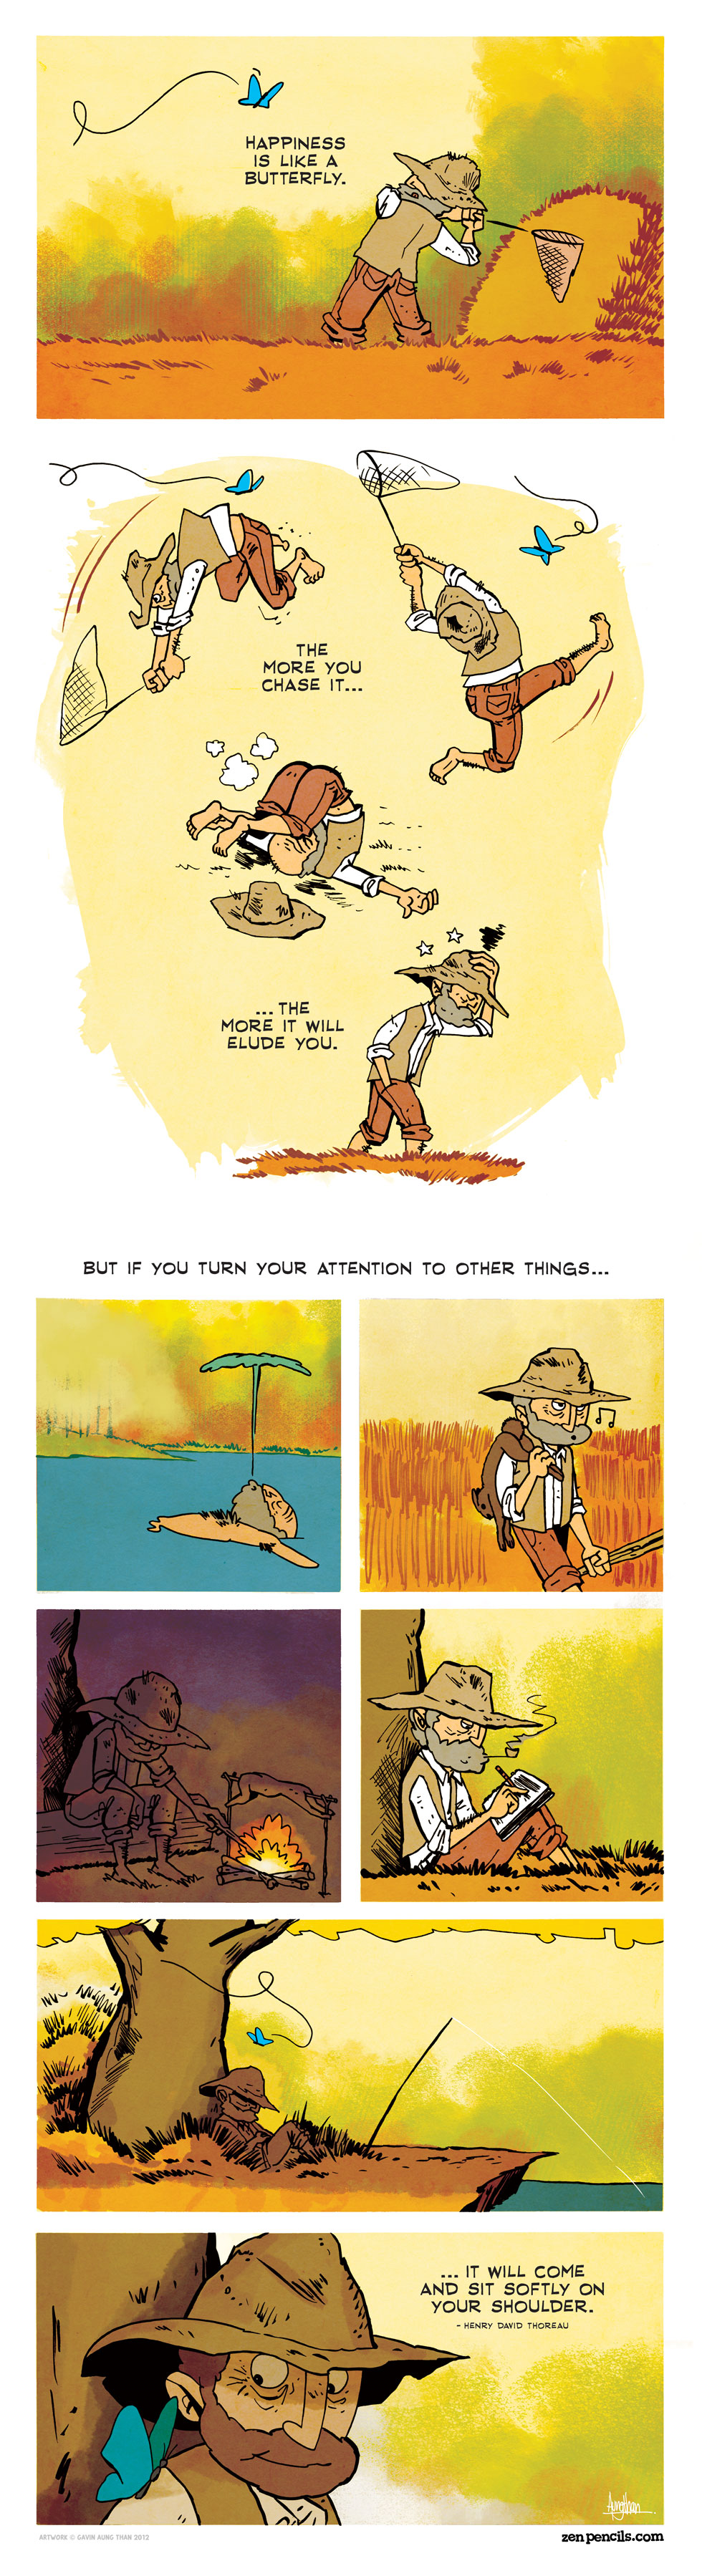 HAPPINESS
IS LIKE A
BUTTERFLY.
THE
MORE YOU
CHASE IT...
...THE
MORE IT WILL
ELUDE YOU.
BUT IF YOU TURN YOUR ATTENTION TO OTHER THINGS...
... IT WILL COME
AND SIT SOFTLY ON
YOUR SHOULDER.
- HENRY DAVID THOREAU
AungThan
ARTWORK © GAVIN AUNG THAN 2012
zenpencils.com